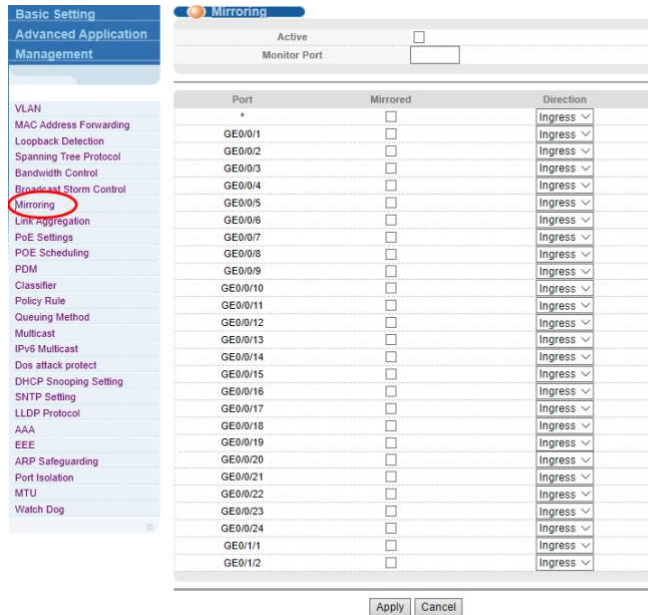 Basic Setting
Advanced Application
Management
VLAN
MAC Address Forwarding
Loopback Detection
Spanning Tree Protocol
Bandwidth Control
Broadcast Storm Control
Mirroring
Link Aggregation
PoE Settings
POE Scheduling
PDM
Classifier
Policy Rule
Queuing Method
Multicast
IPv6 Multicast
Dos attack protect
DHCP Snooping Setting
SNTP Setting
LLDP Protocol
AAA
EEE
ARP Safeguarding
Port Isolation
MTU
Watch Dog
Mirroring
Active
Monitor Port
Port Mirrored Direction
* Ingress
GE0/0/1 Ingress
GE0/0/2 Ingress
GE0/0/3 Ingress
GE0/0/4 Ingress
GE0/0/5 Ingress
GE0/0/6 Ingress
GE0/0/7 Ingress
GE0/0/8 Ingress
GE0/0/9 Ingress
GE0/0/10 Ingress
GE0/0/11 Ingress
GE0/0/12 Ingress
GE0/0/13 Ingress
GE0/0/14 Ingress
GE0/0/15 Ingress
GE0/0/16 Ingress
GE0/0/17 Ingress
GE0/0/18 Ingress
GE0/0/19 Ingress
GE0/0/20 Ingress
GE0/0/21 Ingress
GE0/0/22 Ingress
GE0/0/23 Ingress
GE0/0/24 Ingress
GE0/1/1 Ingress
GE0/1/2 Ingress
Apply Cancel